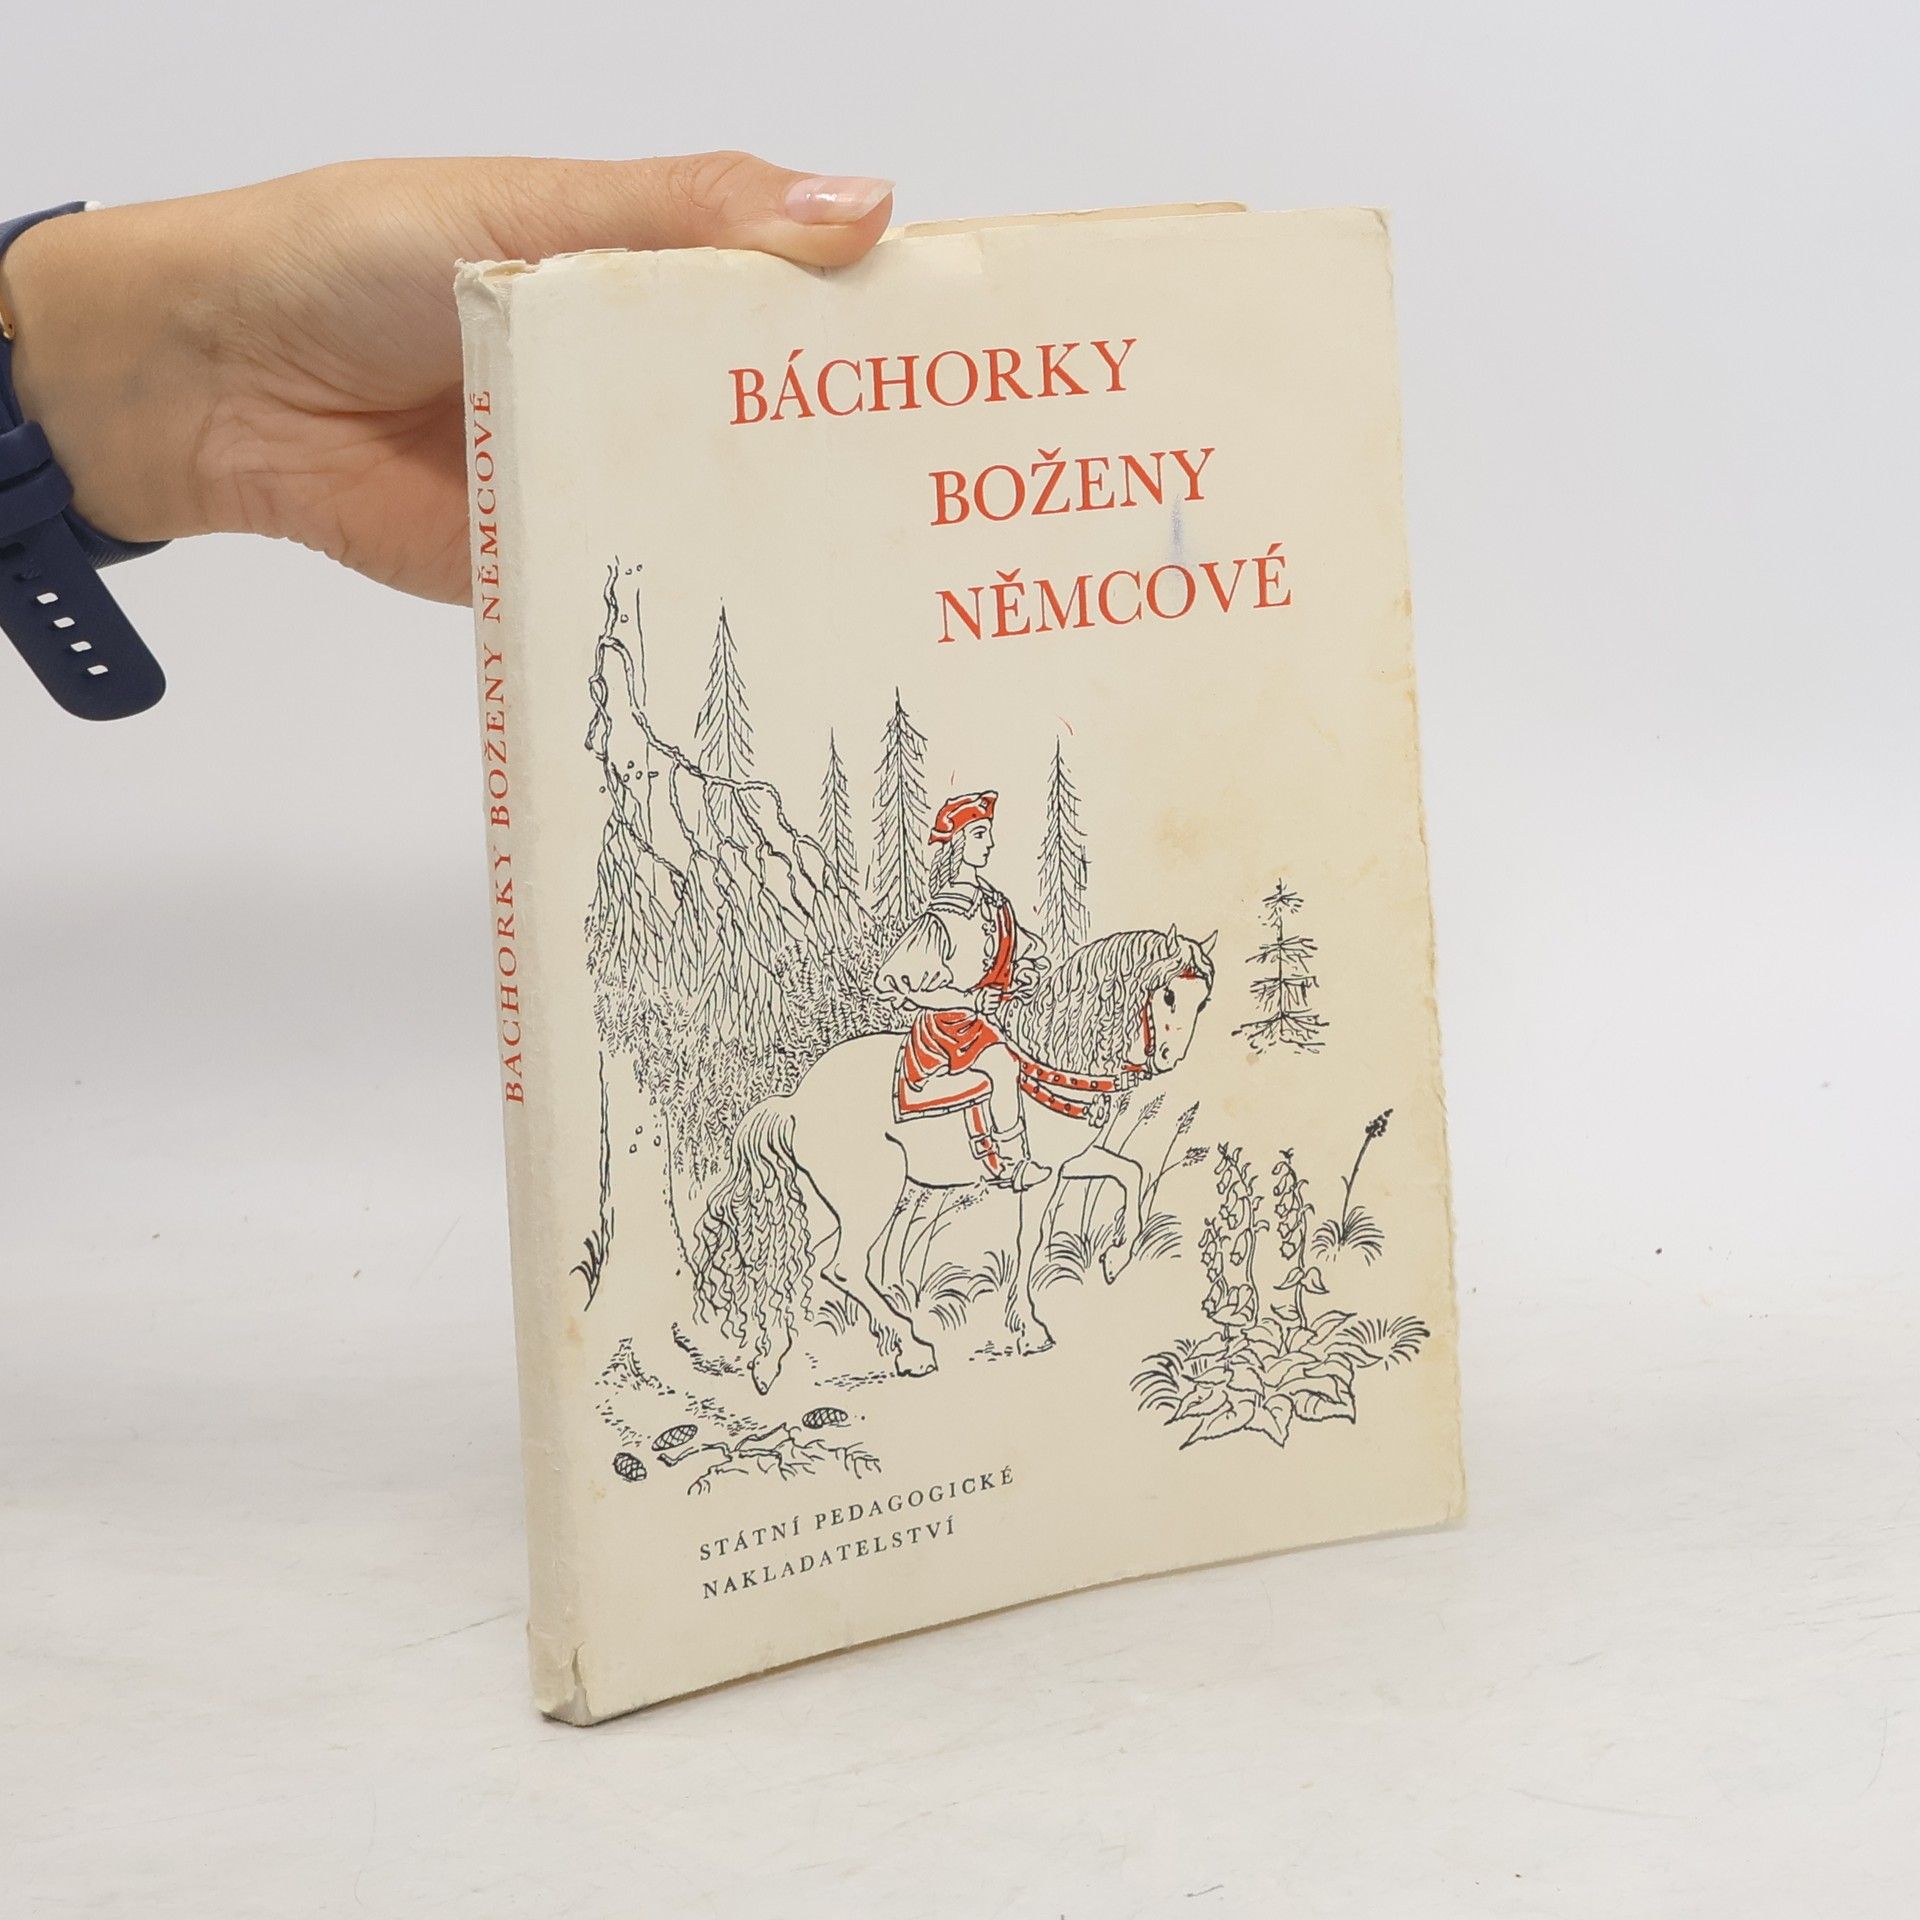 BÁCHORKY
BOŽENY
NĚMCOVÉ
STÁTNÍ PEDAGOGICKÉ
NAKLADATELSTVÍ
BÁCHORKY BOŽENY NĚMCOVÉ